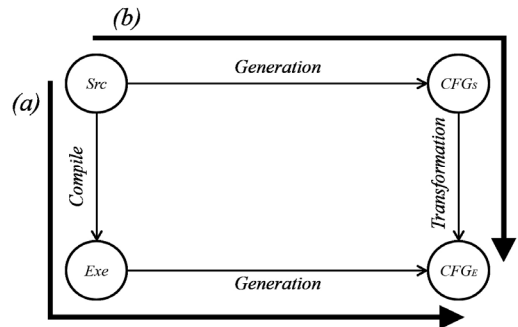 (b)
Generation
Src
CFGS
(a)
Compile
Transformation
Exe
CFGE
Generation